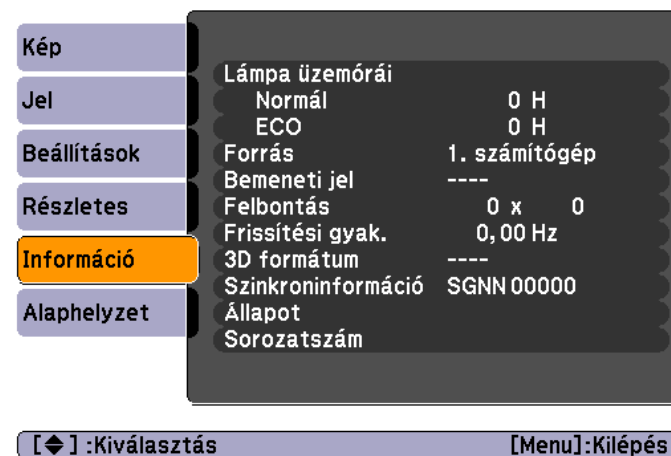 Kép
Jel
Beállítások
Részletes
Információ
Alaphelyzet
Lámpa üzemórái
Normál 0 H
ECO 0 H
Forrás 1. számítógép
Bemeneti jel ----
Felbontás 0 x 0
Frissítési gyak. 0,00 Hz
3D formátum ----
Szinkroninformáció SGNN 00000
Állapot
Sorozatszám
[◆] :Kiválasztás [Menu]:Kilépés